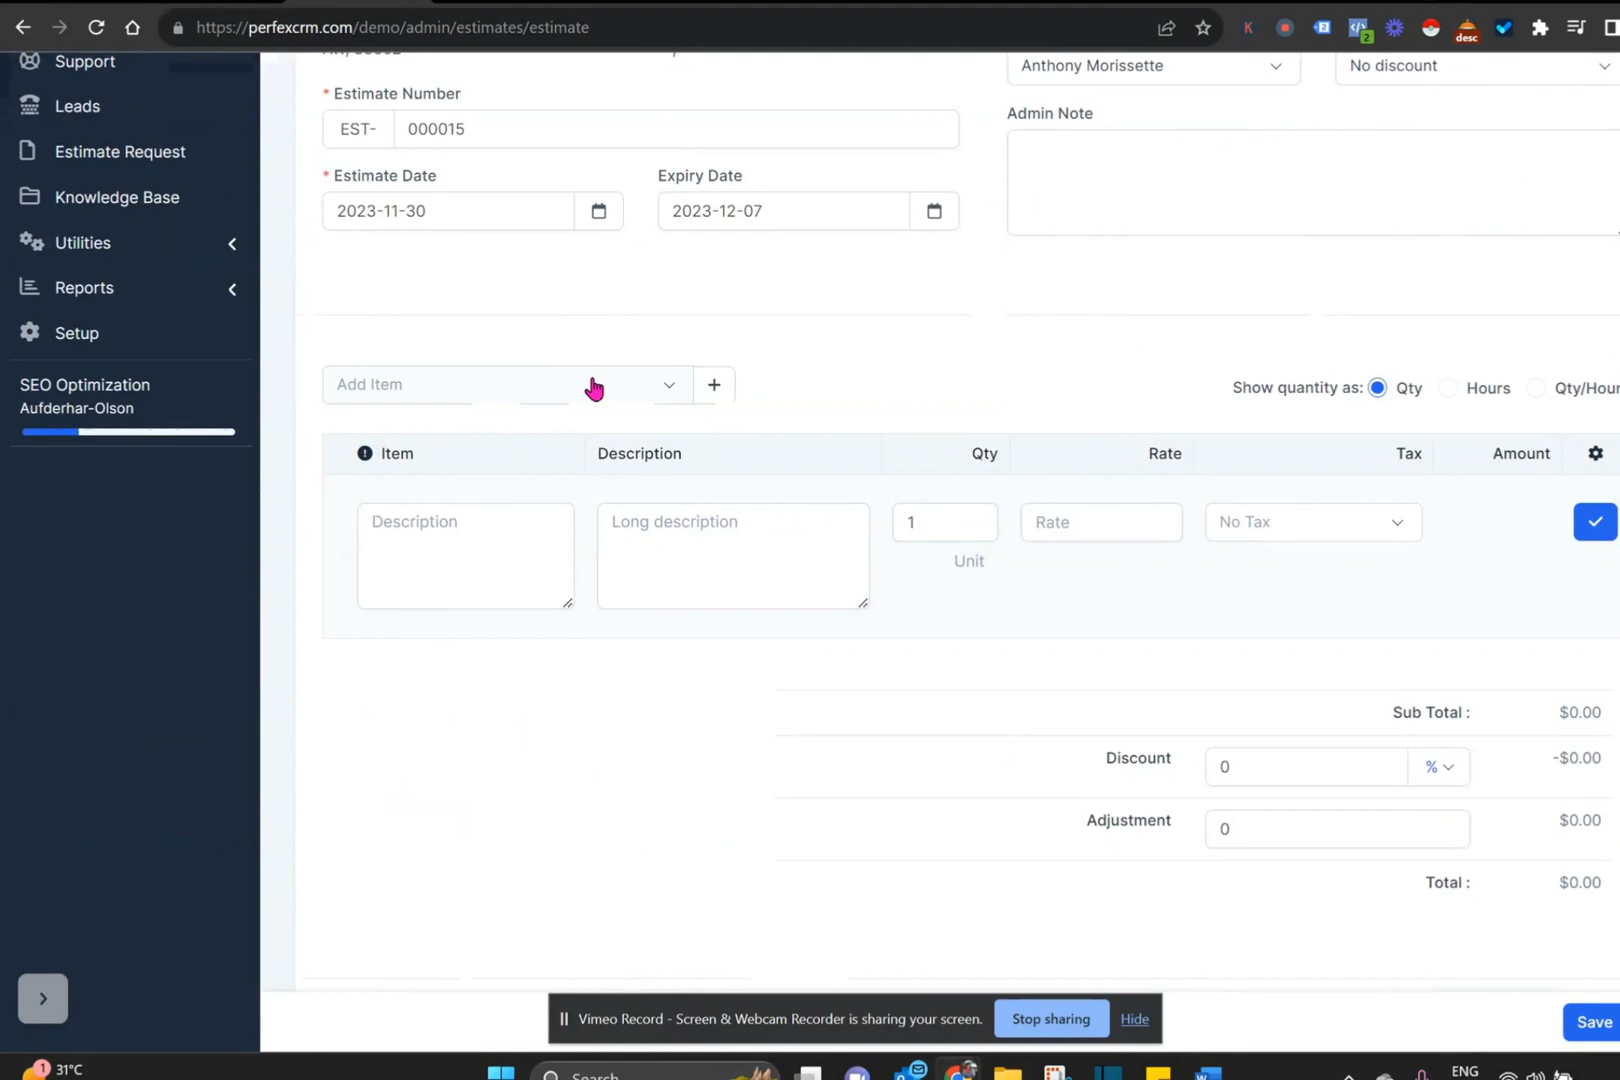 https://perfexcrm.com/demo/admin/estimates/estimate
K
2
desc
Support
Leads
Estimate Request
Knowledge Base
Utilities
Reports
Setup
SEO Optimization
Aufderhar-Olson
Anthony Morissette
No discount
* Estimate Number
EST-
000015
Admin Note
* Estimate Date
Expiry Date
2023-11-30
2023-12-07
Add Item
+
Show quantity as:
Qty
Hours
Item
Description
Qty
Rate
Tax
Amount
Description
Long description
1
Rate
No Tax
Unit
Sub Total :
$0.00
Discount
0
%
-$0.00
Adjustment
0
$0.00
Total :
$0.00
Vimeo Record - Screen & Webcam Recorder is sharing your screen.
Stop sharing
Hide
Save
1
31°C
Search
ENG